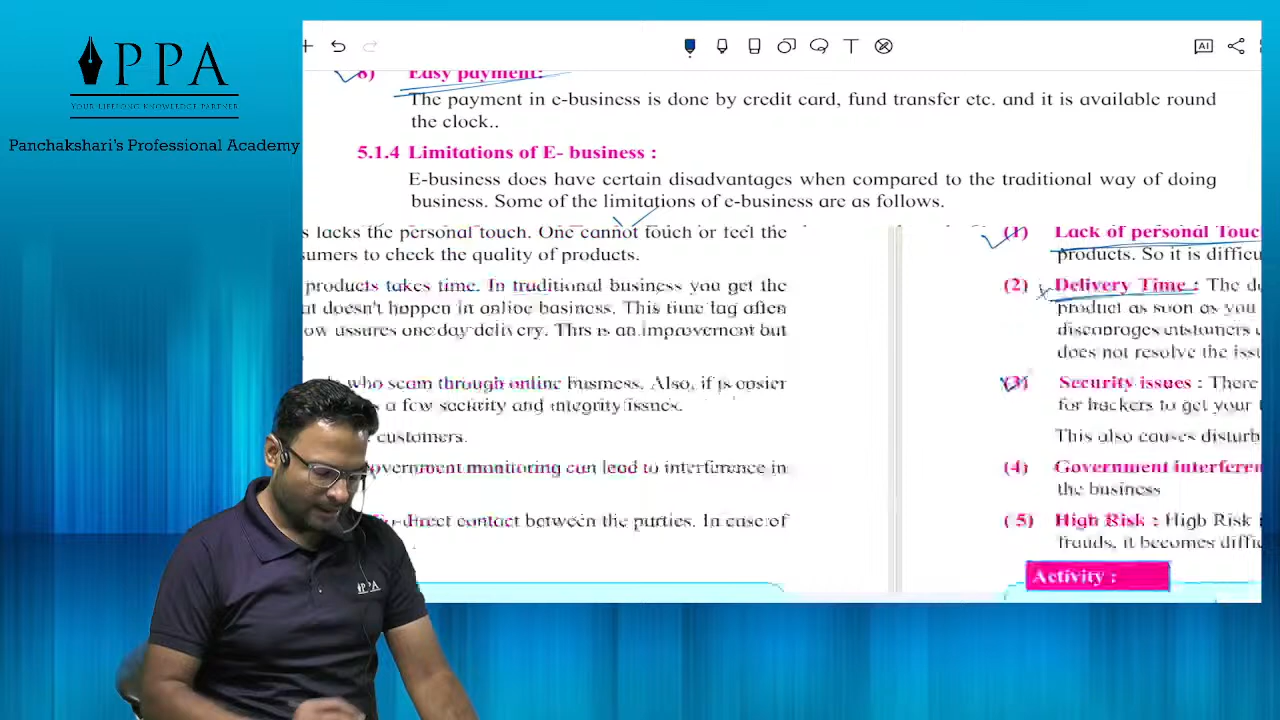 PPA
YOUR LIFELONG KNOWLEDGE PARTNER
Panchakshari's Professional Academy
T
AI
8) Easy payment:
The payment in e-business is done by credit card, fund transfer etc. and it is available round
the clock..
5.1.4 Limitations of E- business :
E-business does have certain disadvantages when compared to the traditional way of doing
business. Some of the limitations of e-business are as follows.
s lacks the personal touch. One cannot touch or feel the
sumers to check the quality of products.
products takes time. In traditional business you get the
at doesn't happen in online business. This time lag often
ow assures one day delivery. This is an improvement but
who scam through online business. Also, it is easier
a few security and integrity issues.
customers.
overnment monitoring can lead to interference in
direct contact between the parties. In case of
(1) Lack of personal Touc
products. So it is difficu
(2) Delivery Time : The de
product as soon as you
discourages customers
does not resolve the iss
(3) Security issues : There
for hackers to get your
This also causes disturb
(4) Government interferen
the business
(5) High Risk : High Risk i
frauds, it becomes diffic
Activity :
PPA